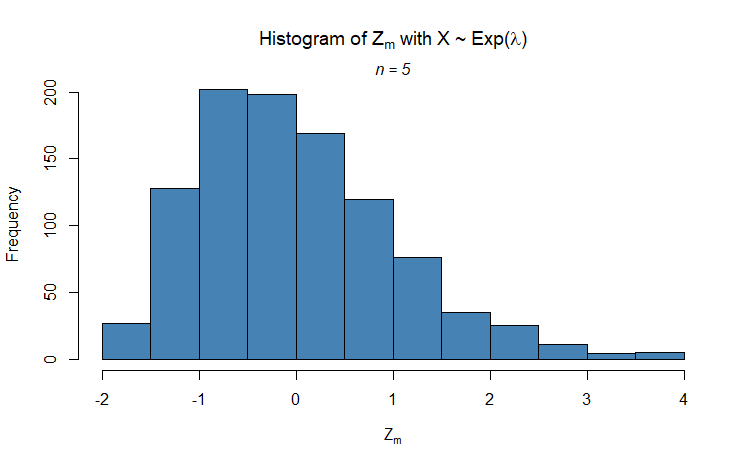 Histogram of Zm with X ~ Exp(λ)
n = 5
Frequency
200
150
100
50
0
-2 -1 0 1 2 3 4
Zm